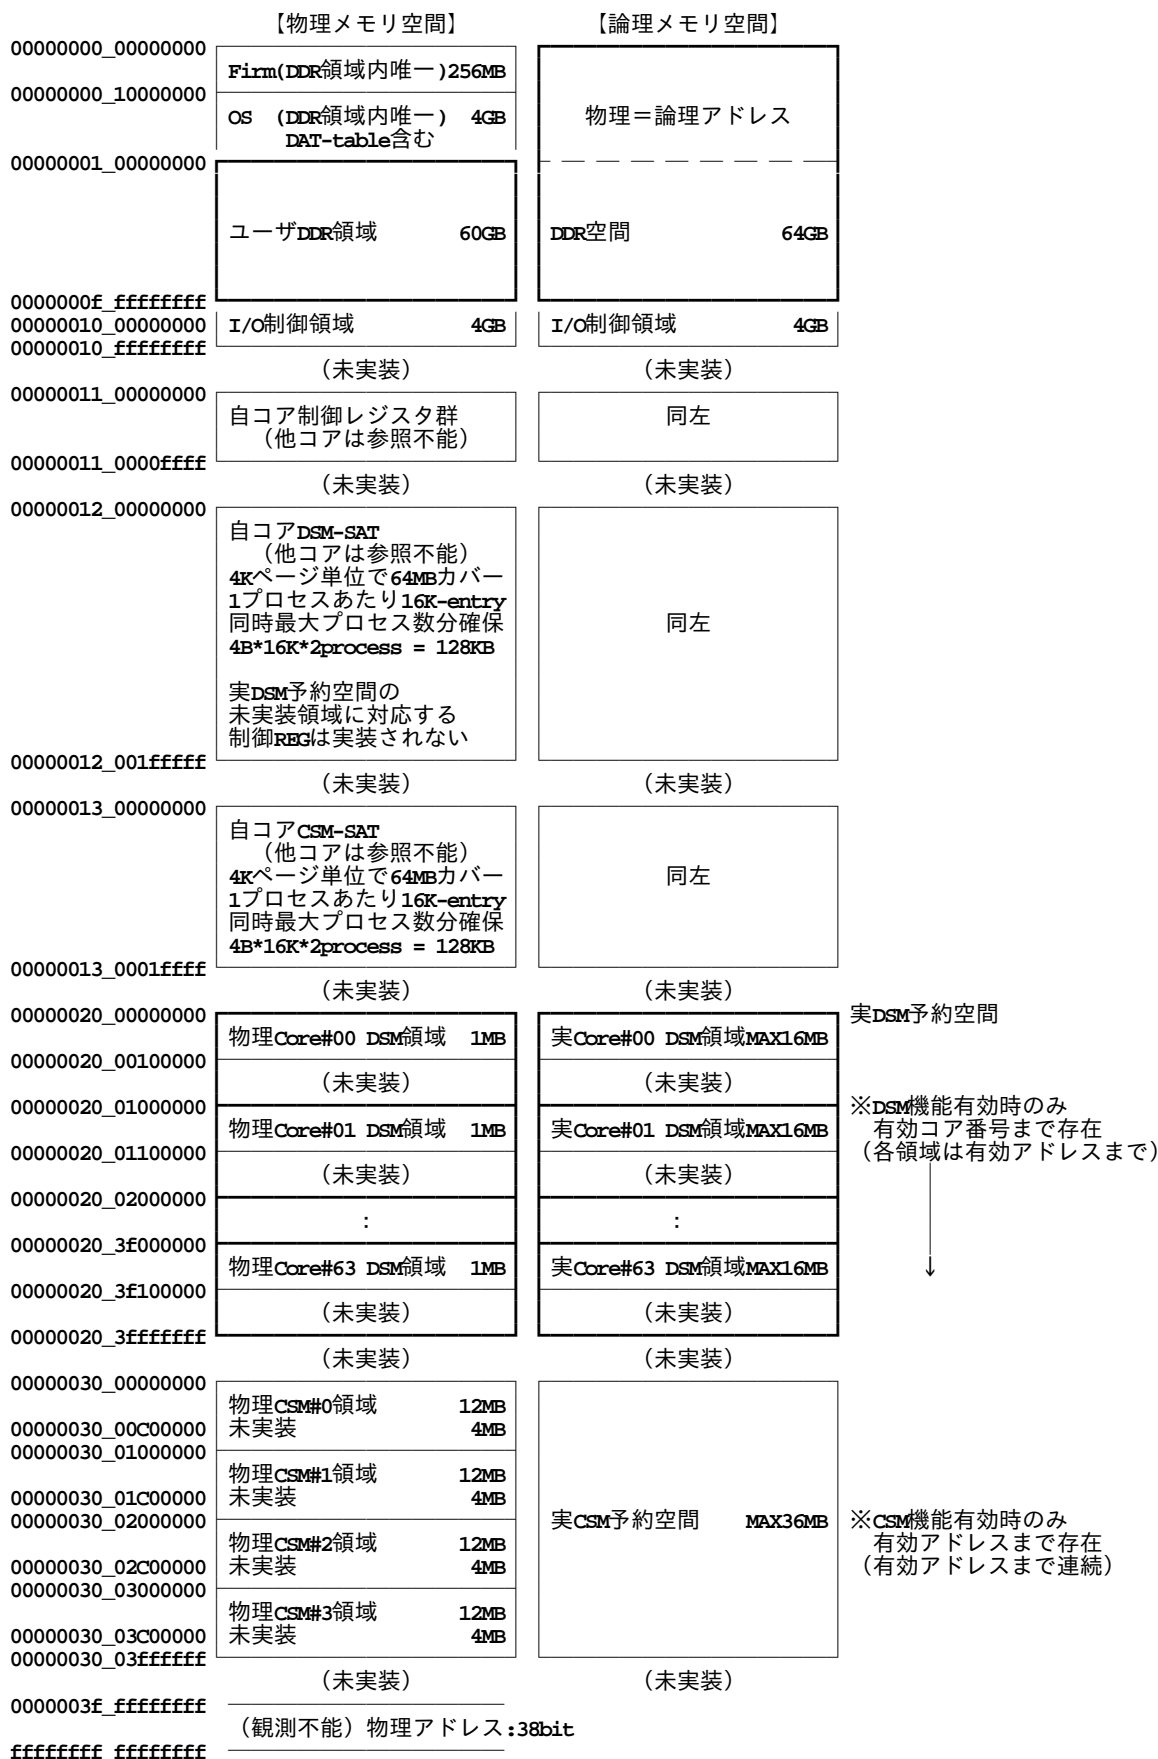 【物理メモリ空間】 【論理メモリ空間】
00000000_00000000
Firm(DDR領域内唯一)256MB
00000000_10000000
OS (DDR領域内唯一) 4GB 物理＝論理アドレス
DAT-table含む
00000001_00000000
ユーザDDR領域 60GB DDR空間 64GB
0000000f_ffffffff
00000010_00000000 I/O制御領域 4GB I/O制御領域 4GB
00000010_ffffffff
（未実装） （未実装）
00000011_00000000
自コア制御レジスタ群 同左
（他コアは参照不能）
00000011_0000ffff
（未実装） （未実装）
00000012_00000000
自コアDSM-SAT
（他コアは参照不能）
4Kページ単位で64MBカバー
1プロセスあたり16K-entry
同時最大プロセス数分確保 同左
4B*16K*2process = 128KB
実DSM予約空間の
未実装領域に対応する
制御REGは実装されない
00000012_001fffff
（未実装） （未実装）
00000013_00000000
自コアCSM-SAT
（他コアは参照不能）
4Kページ単位で64MBカバー 同左
1プロセスあたり16K-entry
同時最大プロセス数分確保
4B*16K*2process = 128KB
00000013_0001ffff
（未実装） （未実装）
00000020_00000000 実DSM予約空間
物理Core#00 DSM領域 1MB 実Core#00 DSM領域MAX16MB
00000020_00100000
（未実装） （未実装）
00000020_01000000 ※DSM機能有効時のみ
物理Core#01 DSM領域 1MB 実Core#01 DSM領域MAX16MB 有効コア番号まで存在
00000020_01100000 （各領域は有効アドレスまで）
（未実装） （未実装）
00000020_02000000
： ：
00000020_3f000000
物理Core#63 DSM領域 1MB 実Core#63 DSM領域MAX16MB ↓
00000020_3f100000
（未実装） （未実装）
00000020_3fffffff
（未実装） （未実装）
00000030_00000000
物理CSM#0領域 12MB
00000030_00C00000 未実装 4MB
00000030_01000000
物理CSM#1領域 12MB
00000030_01C00000 未実装 4MB
00000030_02000000 実CSM予約空間 MAX36MB ※CSM機能有効時のみ
物理CSM#2領域 12MB 有効アドレスまで存在
00000030_02C00000 未実装 4MB （有効アドレスまで連続）
00000030_03000000
物理CSM#3領域 12MB
00000030_03C00000 未実装 4MB
00000030_03ffffff
（未実装） （未実装）
0000003f_ffffffff
（観測不能）物理アドレス:38bit
ffffffff_ffffffff